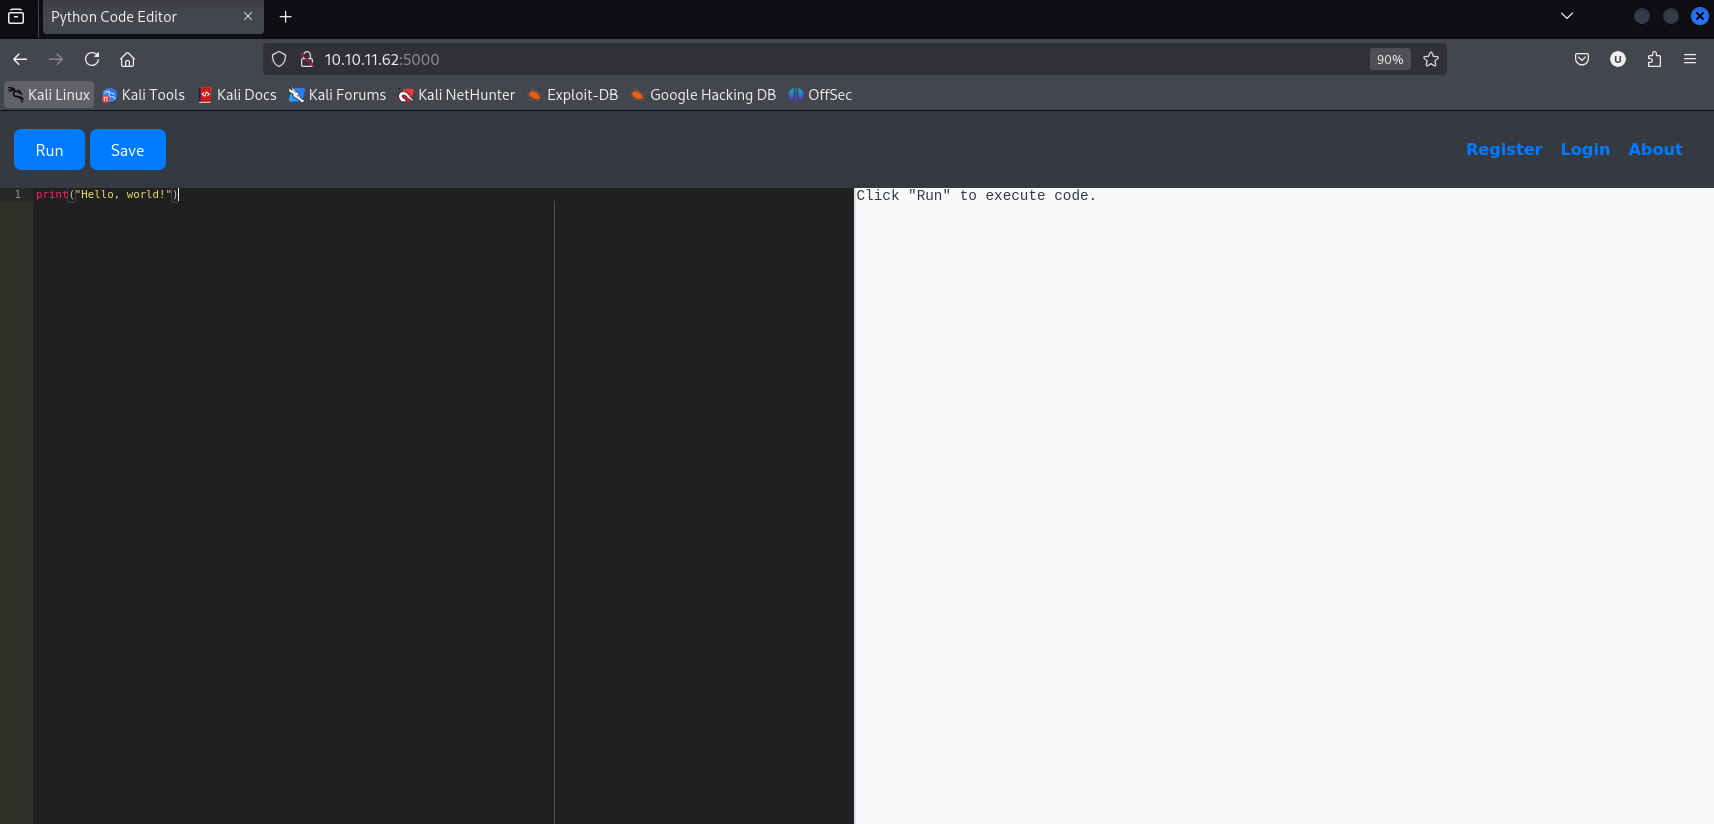 Python Code Editor
10.10.11.62:5000
90%
Kali Linux Kali Tools Kali Docs Kali Forums Kali NetHunter Exploit-DB Google Hacking DB OffSec
Run Save Register Login About
1 print("Hello, world!") Click "Run" to execute code.